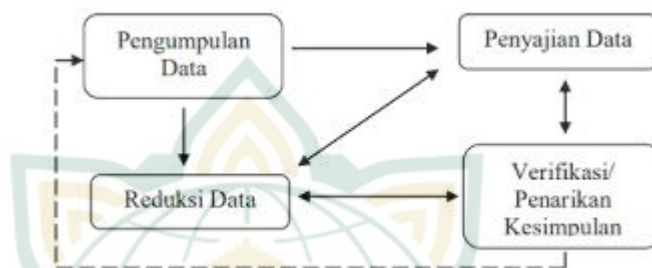 Pengumpulan
Data
Penyajian Data
Reduksi Data
Verifikasi/
Penarikan
Kesimpulan